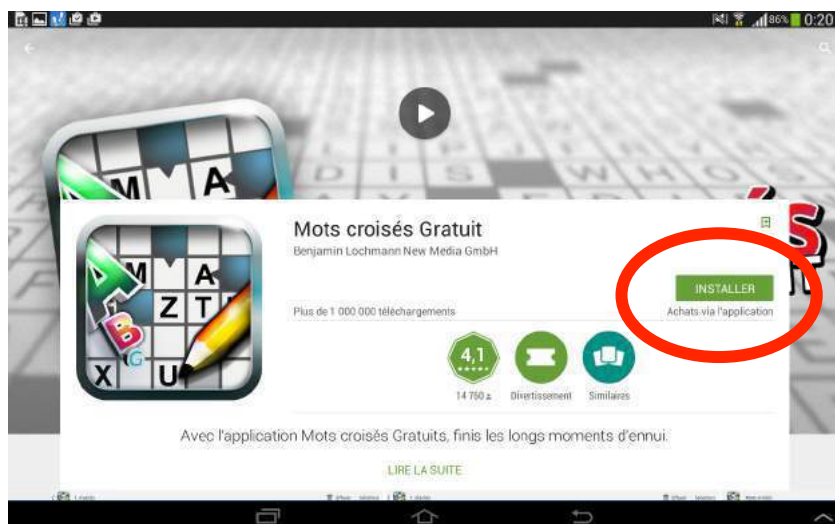 86% 0:20
Mots croisés Gratuit
Benjamin Lochmann New Media GmbH
INSTALLER
Plus de 1 000 000 téléchargements
Achats via l'application
4,1
14 760
Divertissement
Similaires
Avec l'application Mots croisés Gratuits, finis les longs moments d'ennui.
LIRE LA SUITE